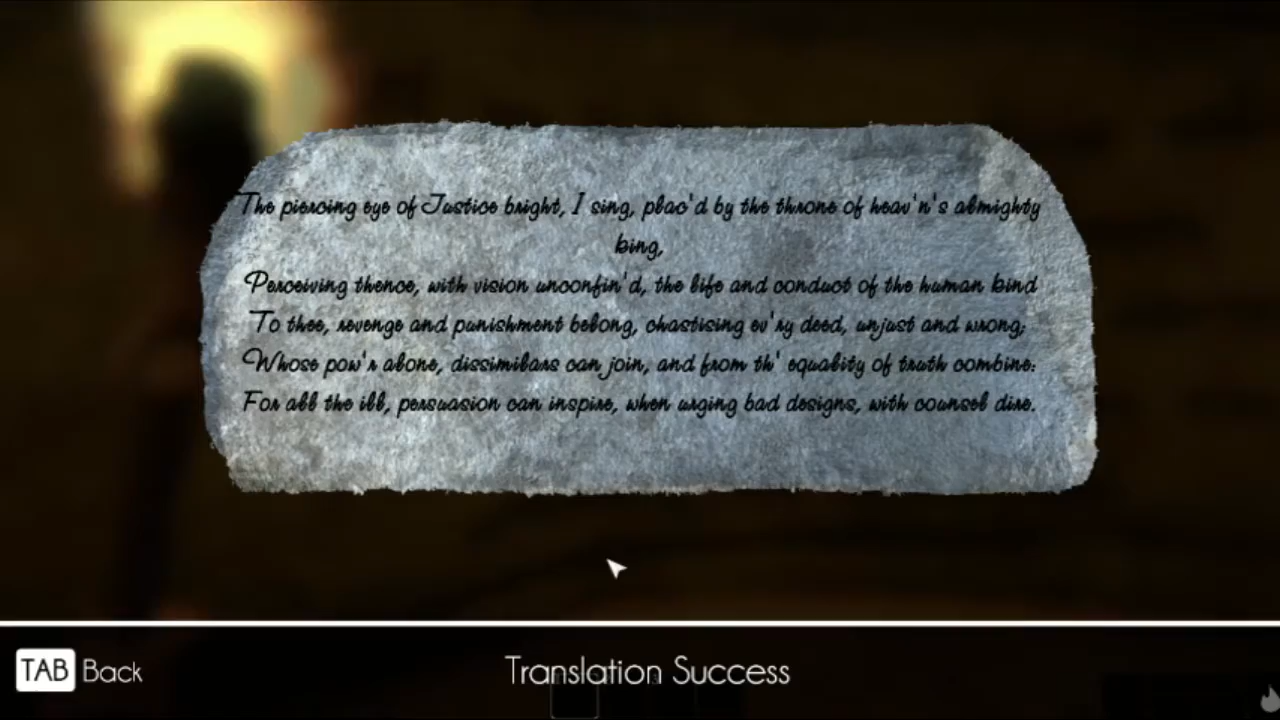 The piercing eye of Justice bright, I sing, plac'd by the throne of heav'n's almighty
king,
Perceiving thence, with vision unconfin'd, the life and conduct of the human kind
To thee, revenge and punishment belong, chastising ev'ry deed, unjust and wrong;
Whose pow'r alone, dissimilars can join, and from th' equality of truth combine:
For all the ill, persuasion can inspire, when urging bad designs, with counsel dire.
TAB Back
Translation Success